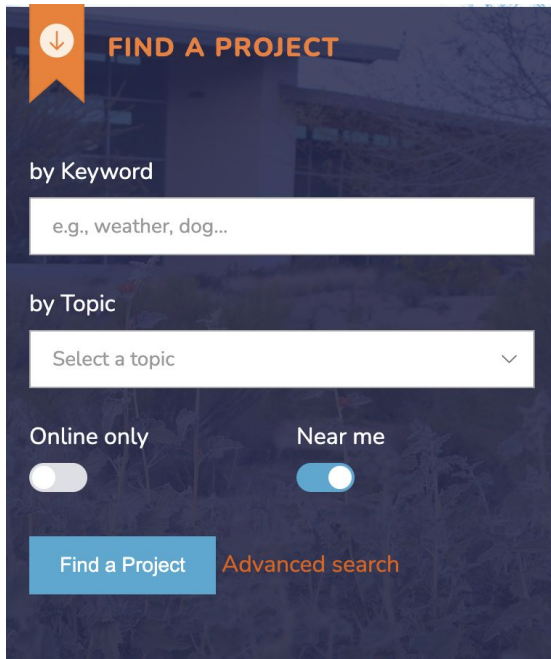 FIND A PROJECT
by Keyword
e.g., weather, dog...
by Topic
Select a topic
Online only Near me
Find a Project Advanced search